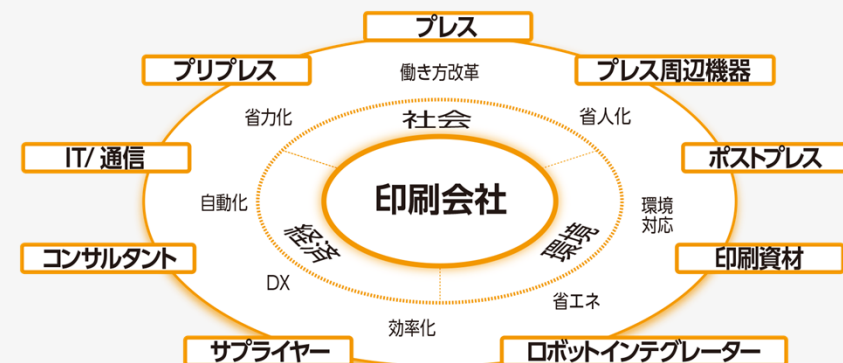 プレス
プリプレス
働き方改革
プレス周辺機器
省力化
社会
省人化
IT/通信
ポストプレス
自動化
印刷会社
環境
対応
経済
環境
コンサルタント
印刷資材
DX
省エネ
効率化
サプライヤー
ロボットインテグレーター